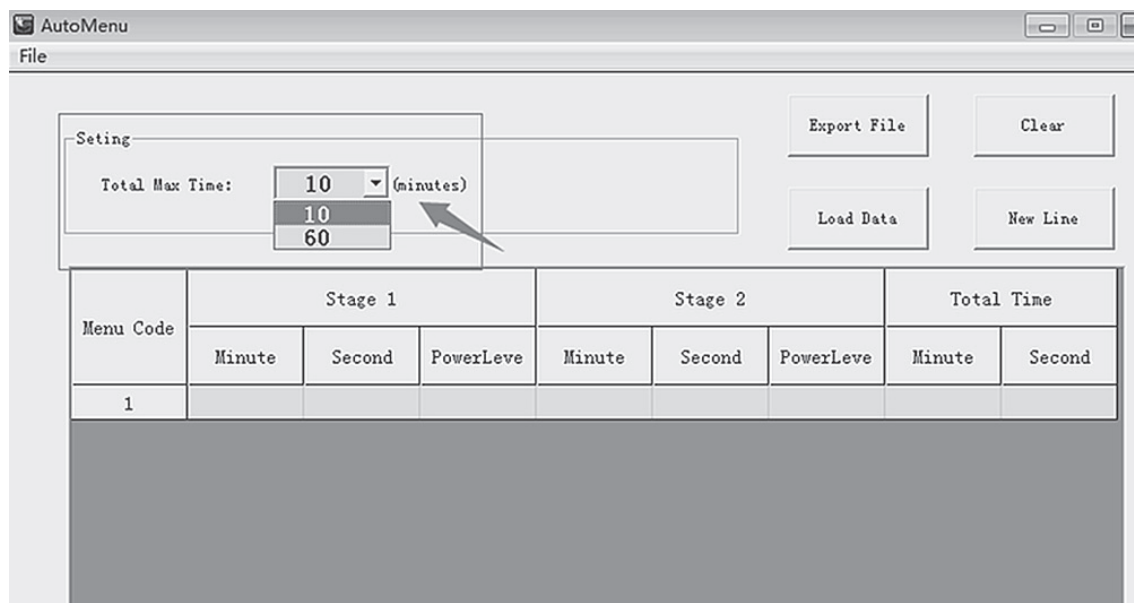 AutoMenu
File
Export File
Clear
Seting
Total Max Time: 10 (minutes)
10
60
Load Data
New Line
Menu Code
Stage 1
Stage 2
Total Time
Minute Second PowerLeve Minute Second PowerLeve Minute Second
1